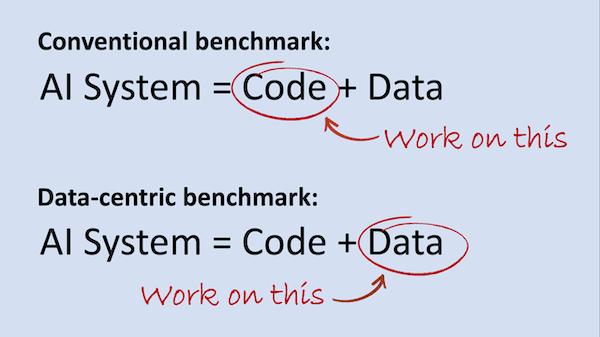 Conventional benchmark:
AI System = Code + Data
Work on this
Data-centric benchmark:
AI System = Code + Data
Work on this